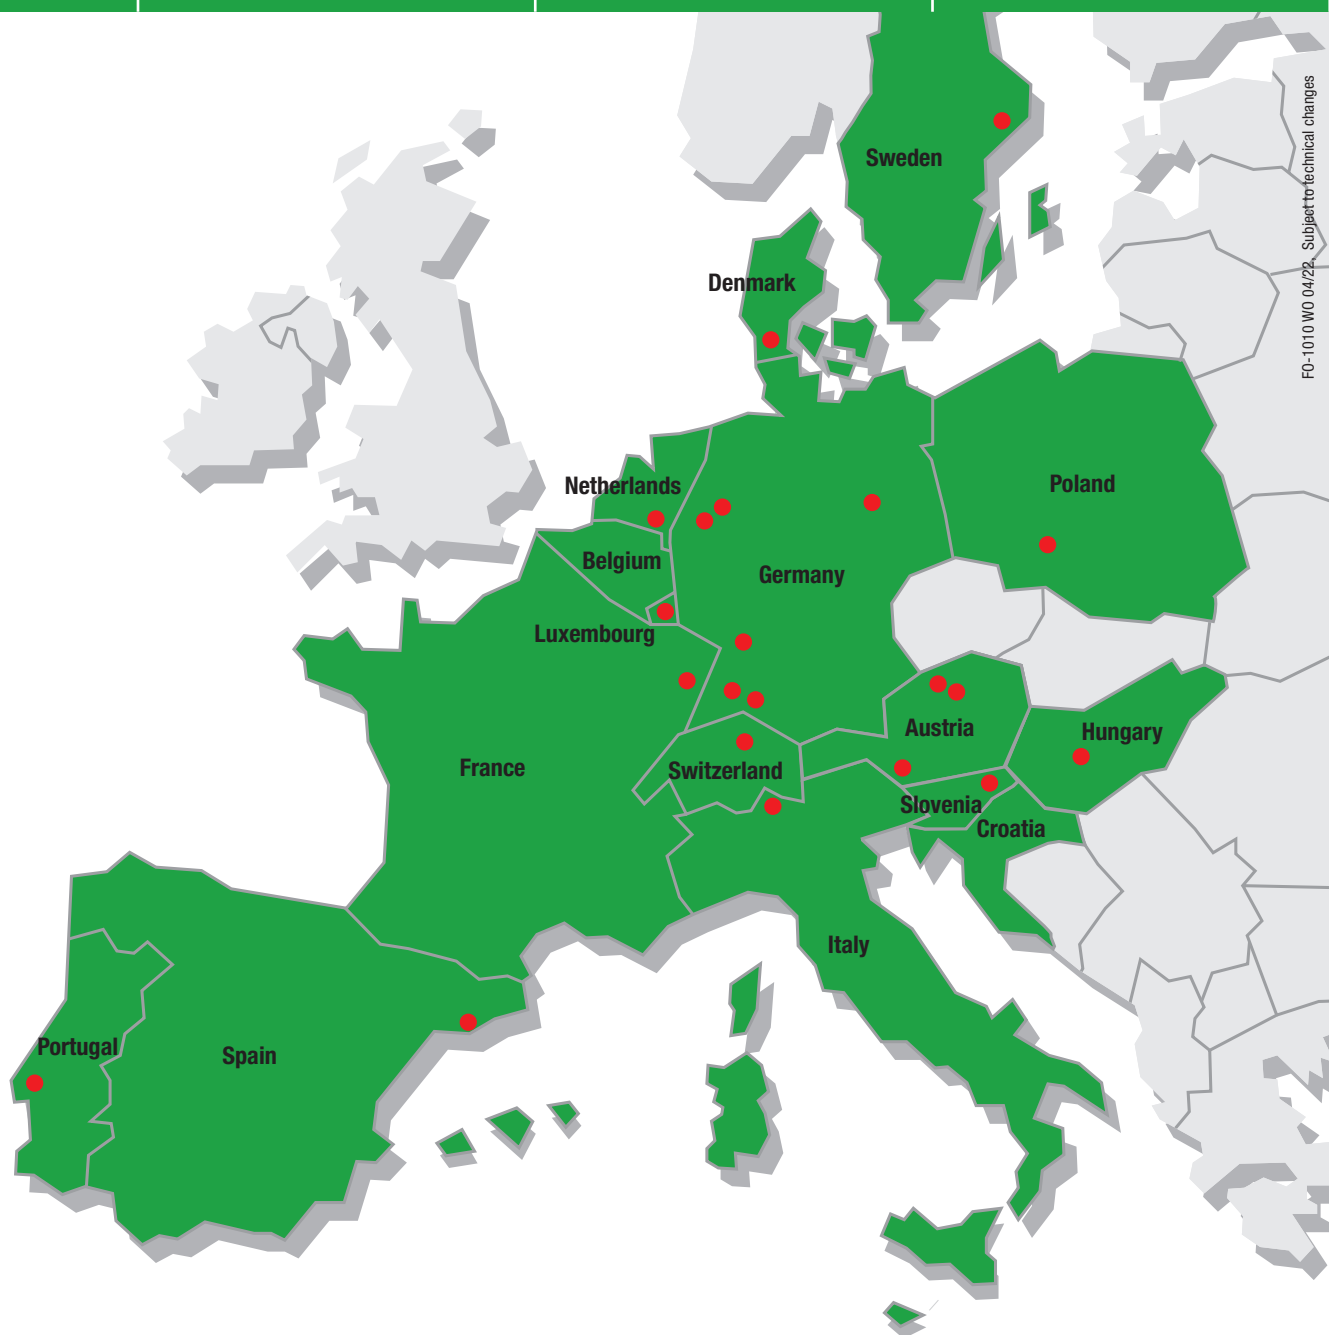 Sweden
Denmark
Netherlands
Poland
Belgium
Germany
Luxembourg
Austria
Hungary
France
Switzerland
Slovenia
Croatia
Italy
Portugal
Spain
FO-1010 WO 04/22, Subject to technical changes